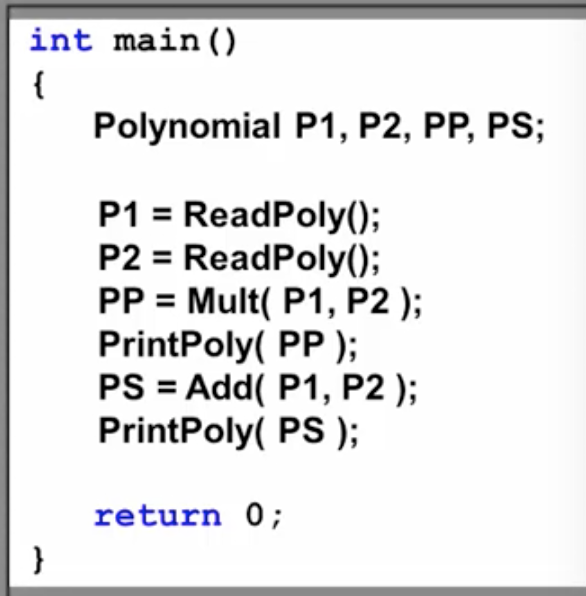 int main()
{
Polynomial P1, P2, PP, PS;
P1 = ReadPoly();
P2 = ReadPoly();
PP = Mult( P1, P2 );
PrintPoly( PP );
PS = Add( P1, P2 );
PrintPoly( PS );
return 0;
}